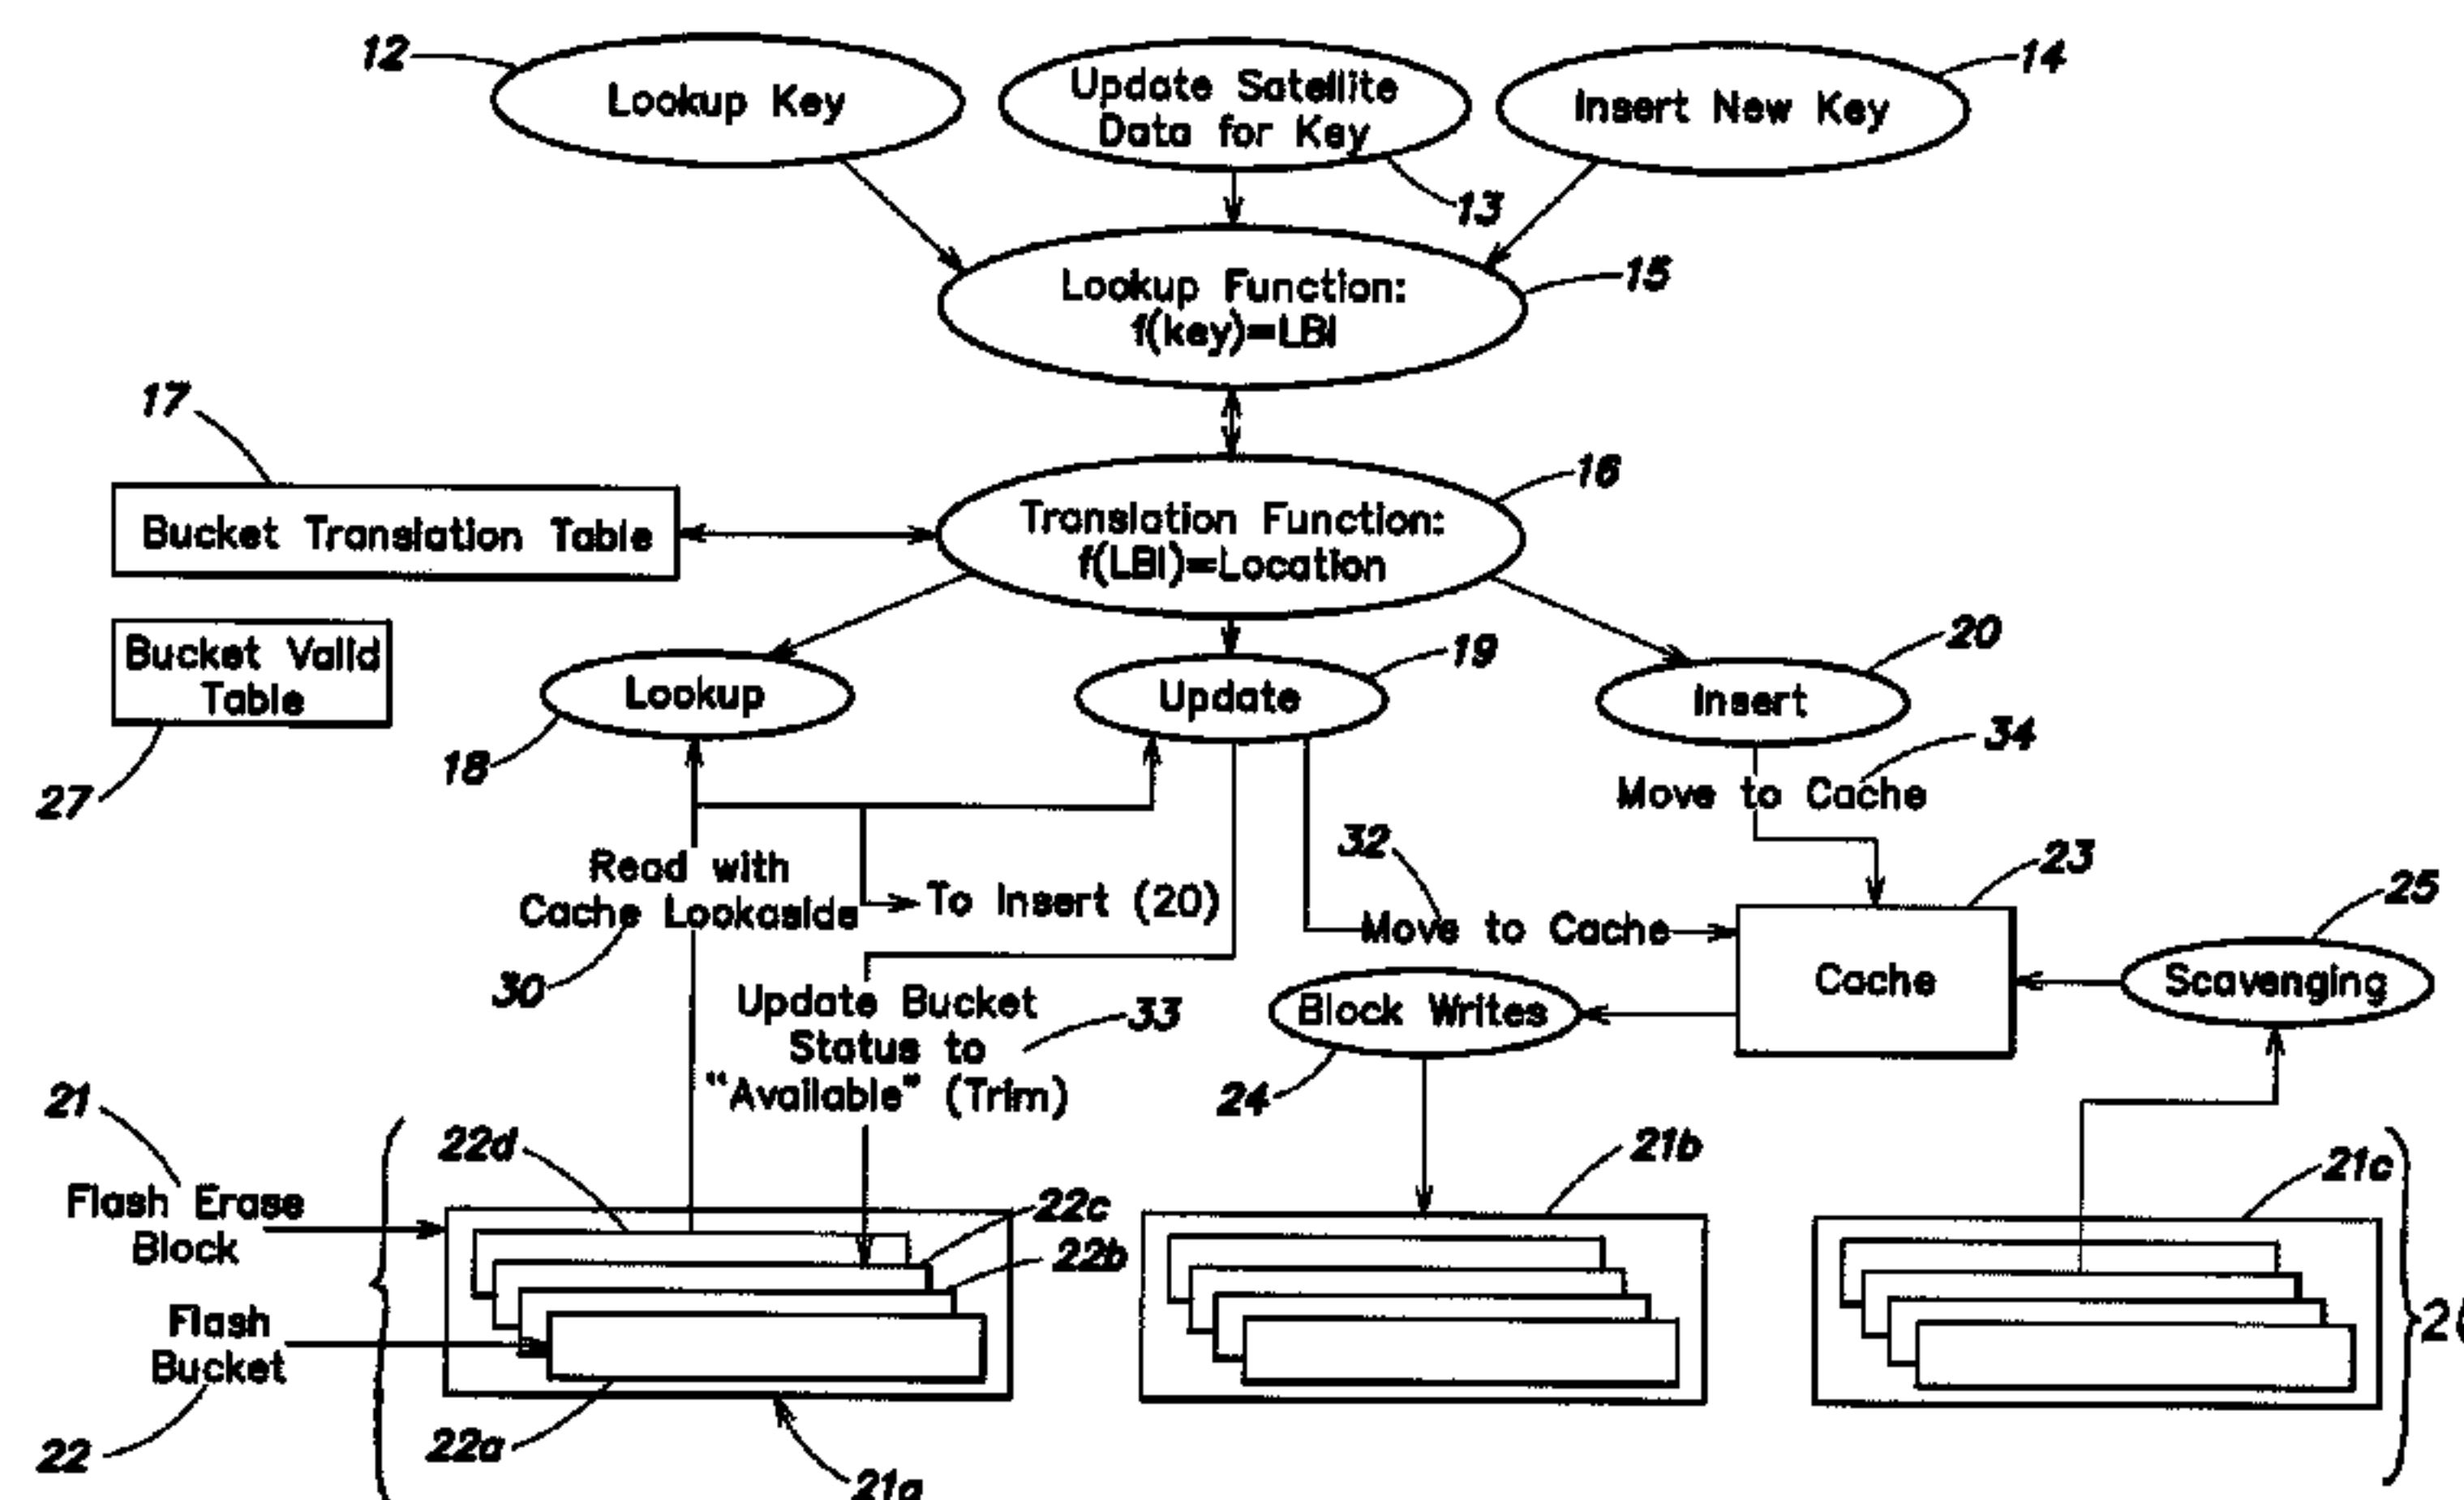 12
Lookup Key
Update Satellite
Data for Key
13
Insert New Key
14
Lookup Function:
f(key)=LBI
15
17
Bucket Translation Table
Translation Function:
f(LBI)=Location
16
Bucket Valid
Table
27
Lookup
18
Update
19
Insert
20
Move to Cache
34
Read with
Cache Lookaside
30
To Insert (20)
32
Move to Cache
23
Cache
25
Scavenging
Update Bucket
Status to
"Available" (Trim)
33
Block Writes
24
21
Flash Erase
Block
22d
22c
22b
21b
21c
Flash
Bucket
22
22a
21a